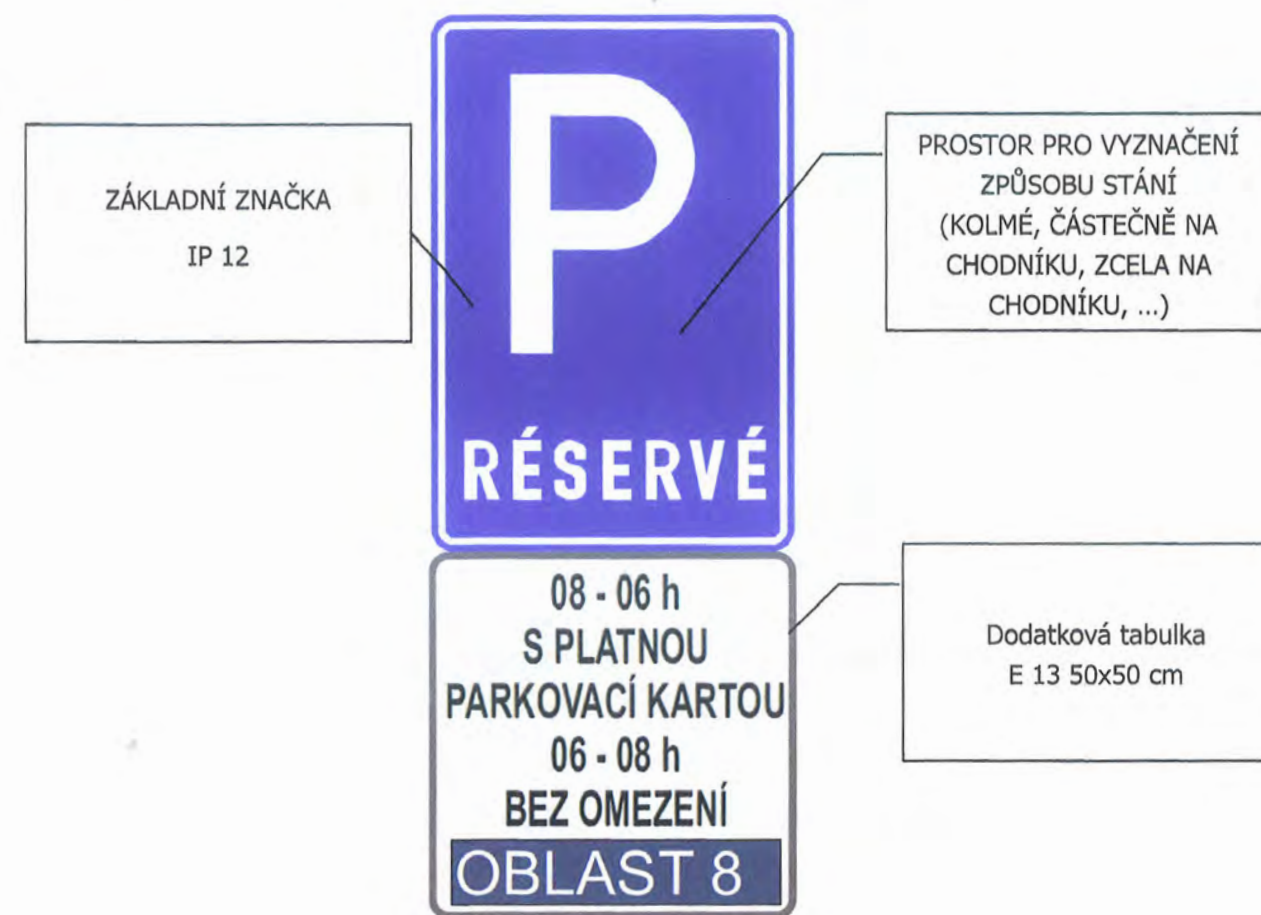 P
RÉSERVÉ
ZÁKLADNÍ ZNAČKA
IP 12
PROSTOR PRO VYZNAČENÍ
ZPŮSOBU STÁNÍ
(KOLMÉ, ČÁSTEČNĚ NA
CHODNÍKU, ZCELA NA
CHODNÍKU, ...)
08 - 06 h
S PLATNOU
PARKOVACÍ KARTOU
06 - 08 h
BEZ OMEZENÍ
OBLAST 8
Dodatková tabulka
E 13 50x50 cm